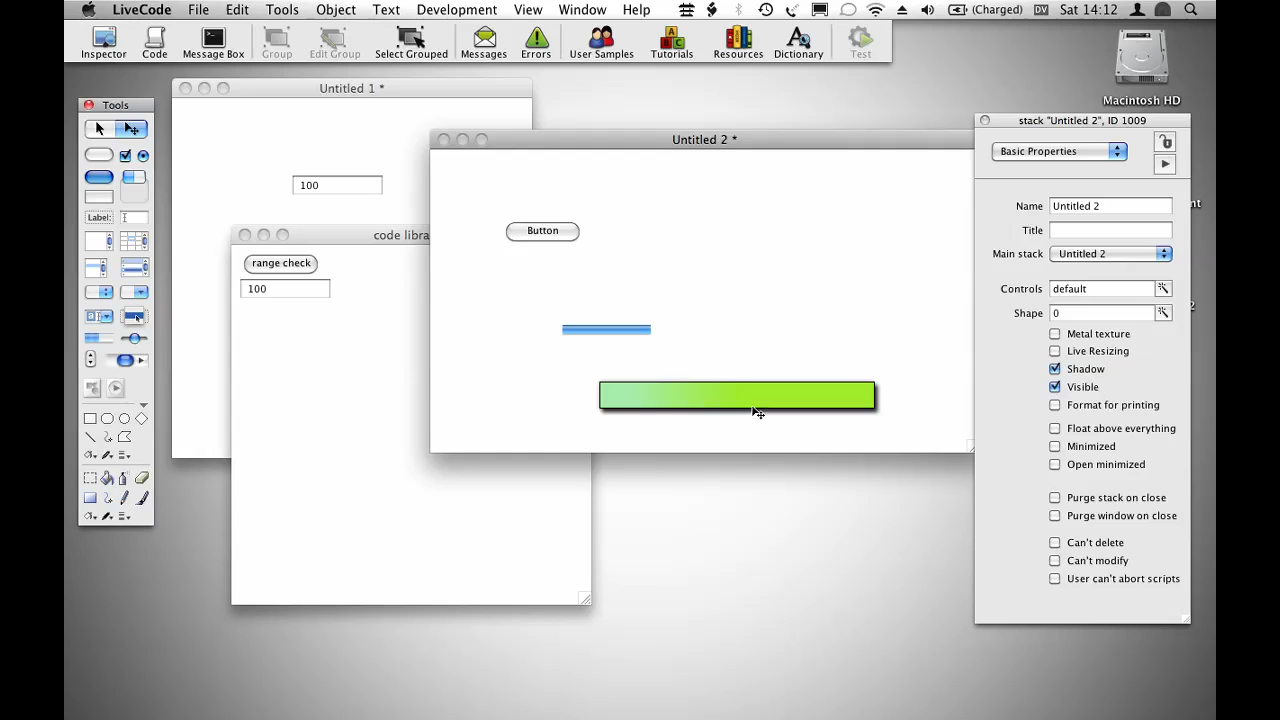 LiveCode File Edit Tools Object Text Development View Window Help (Charged) DV Sat 14:12
Inspector Code Message Box Group Edit Group Select Grouped Messages Errors User Samples Tutorials Resources Dictionary Test
Macintosh HD
Untitled 1 *
100
Tools
Label:
code libra
range check
100
Untitled 2 *
Button
stack "Untitled 2", ID 1009
Basic Properties
Name Untitled 2
Title
Main stack Untitled 2
Controls default
Shape 0
Metal texture
Live Resizing
Shadow
Visible
Format for printing
Float above everything
Minimized
Open minimized
Purge stack on close
Purge window on close
Can't delete
Can't modify
User can't abort scripts
nt
2